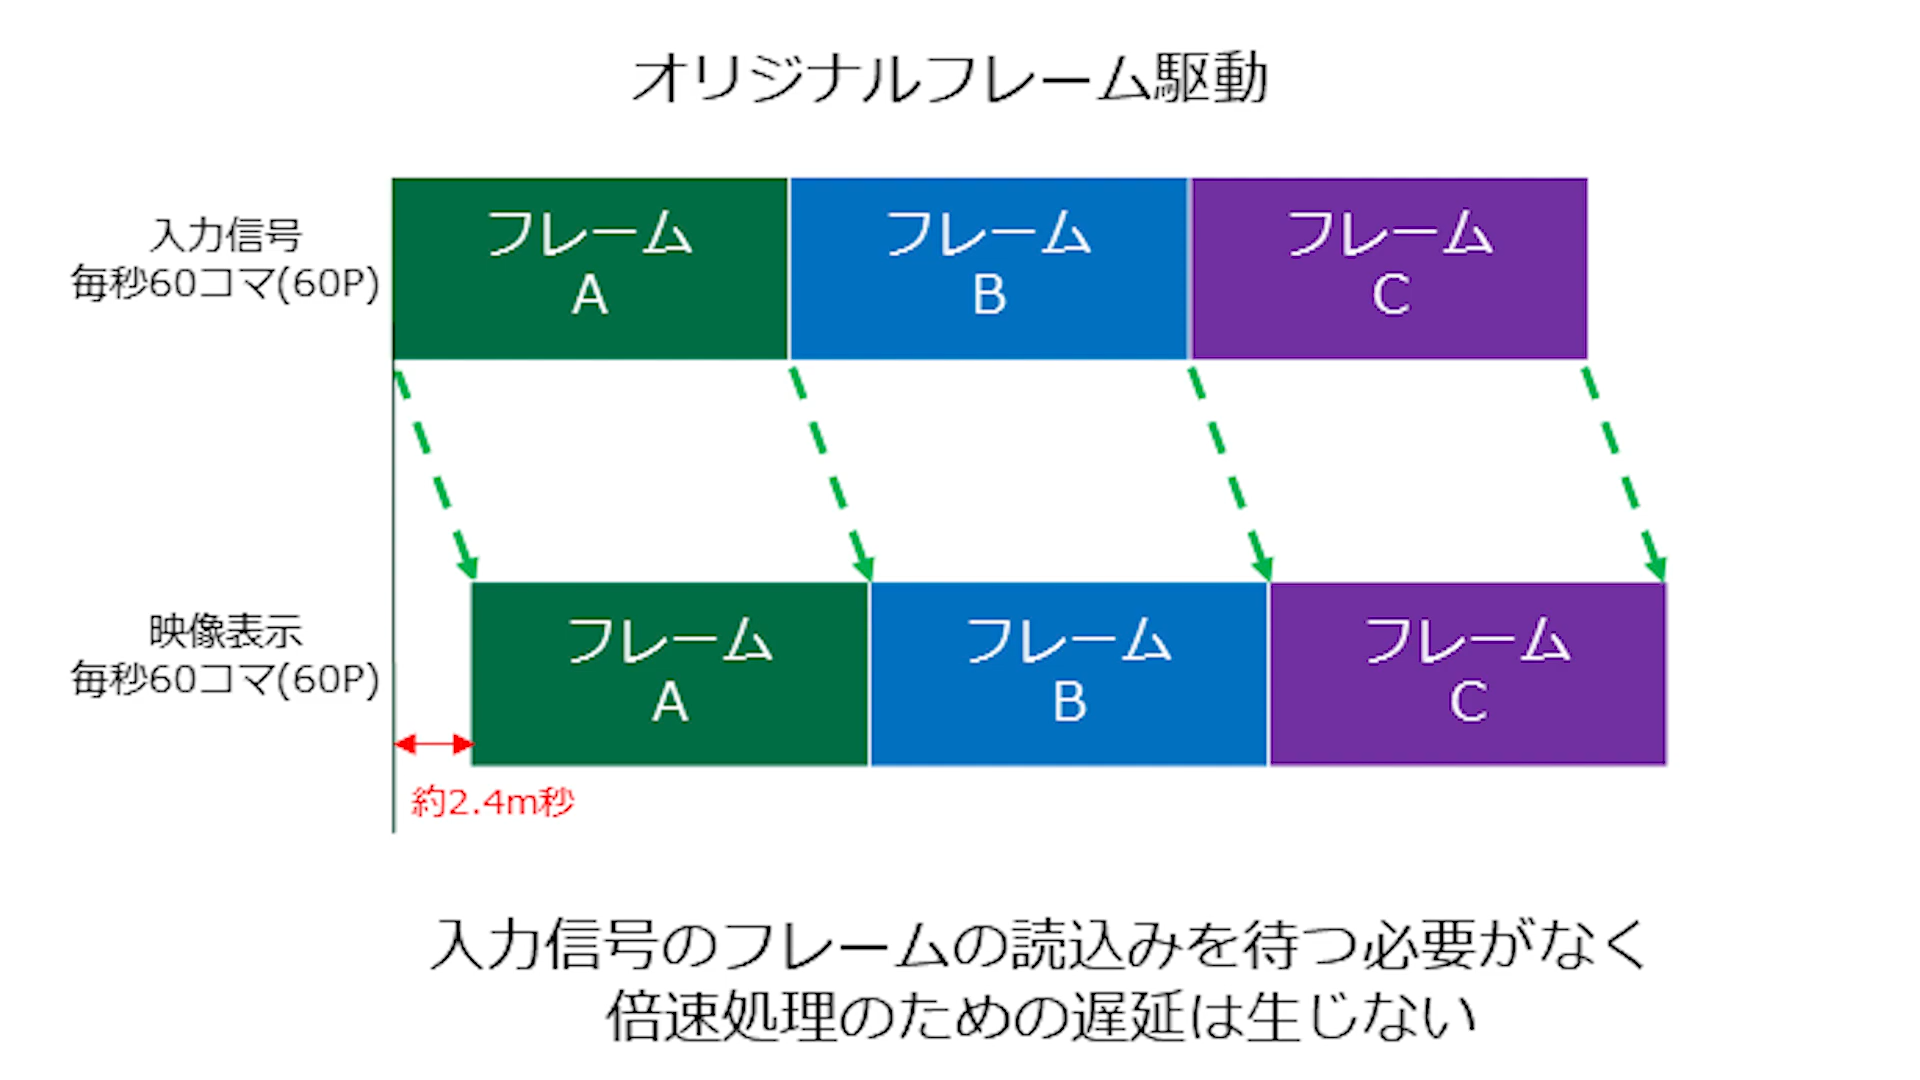 オリジナルフレーム駆動
入力信号
毎秒60コマ(60P)
フレーム
A
フレーム
B
フレーム
C
映像表示
毎秒60コマ(60P)
フレーム
A
フレーム
B
フレーム
C
約2.4m秒
入力信号のフレームの読込みを待つ必要がなく
倍速処理のための遅延は生じない